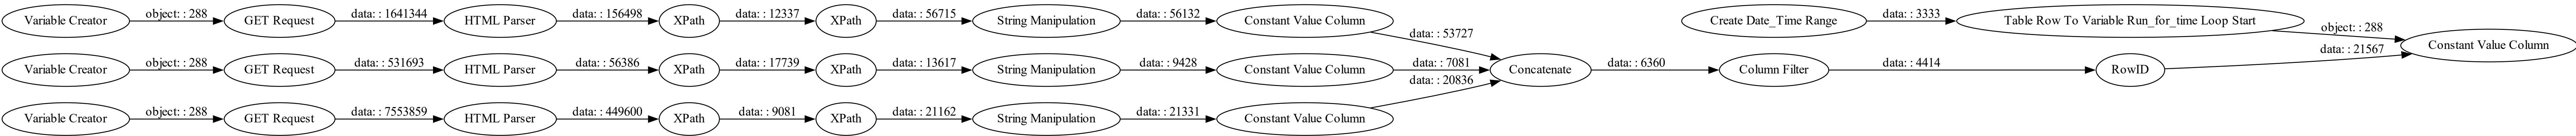 Variable Creator object: : 288 GET Request data: : 1641344 HTML Parser data: : 156498 XPath data: : 12337 XPath data: : 56715 String Manipulation data: : 56132 Constant Value Column
data: : 53727
Create Date_Time Range data: : 3333 Table Row To Variable Run_for_time Loop Start
object: : 288
Constant Value Column
Variable Creator object: : 288 GET Request data: : 531693 HTML Parser data: : 56386 XPath data: : 17739 XPath data: : 13617 String Manipulation data: : 9428 Constant Value Column data: : 7081 Concatenate data: : 6360 Column Filter data: : 4414 RowID data: : 21567
Variable Creator object: : 288 GET Request data: : 7553859 HTML Parser data: : 449600 XPath data: : 9081 XPath data: : 21162 String Manipulation data: : 21331 Constant Value Column data: : 20836